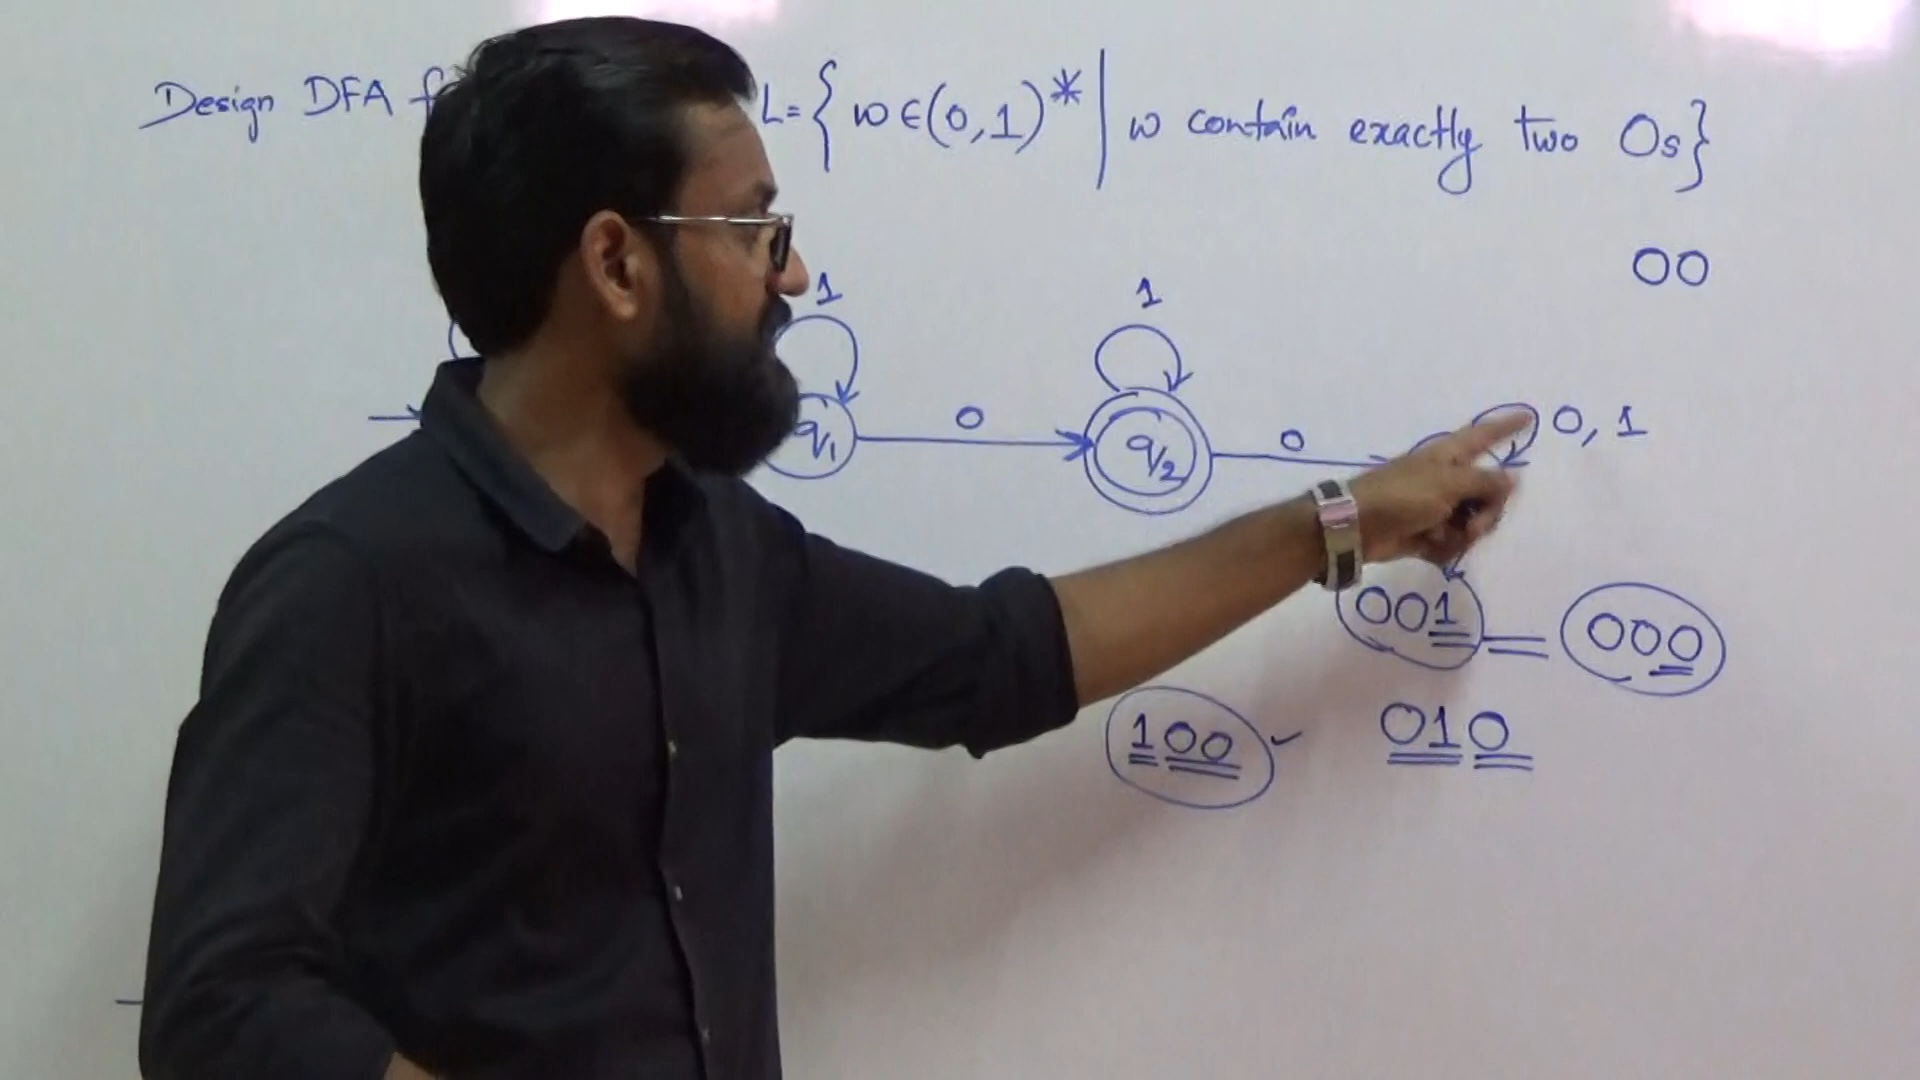 Design DFA L={ w ∈(0,1)* | w contain exactly two 0s}
00
1 1
q1 0 q2 0 0, 1
001 000
100 010